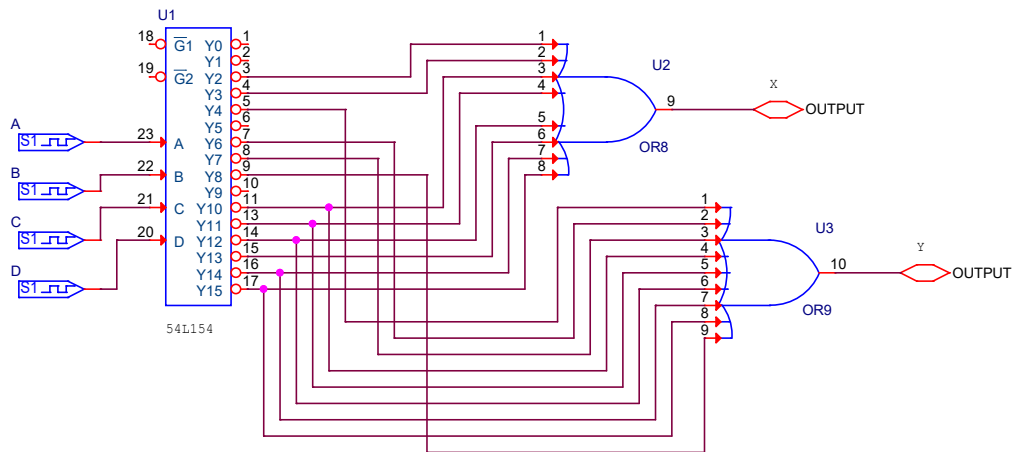 U1
18
G1
19
G2
A
S1
23
A
B
S1
22
B
C
S1
21
C
D
S1
20
D
Y0
1
Y1
2
Y2
3
Y3
4
Y4
5
Y5
6
Y6
7
Y7
8
Y8
9
Y9
10
Y10
11
Y11
13
Y12
14
Y13
15
Y14
16
Y15
17
54L154
1
2
3
4
5
6
7
8
U2
9
OR8
X
OUTPUT
1
2
3
4
5
6
7
8
9
U3
10
OR9
Y
OUTPUT